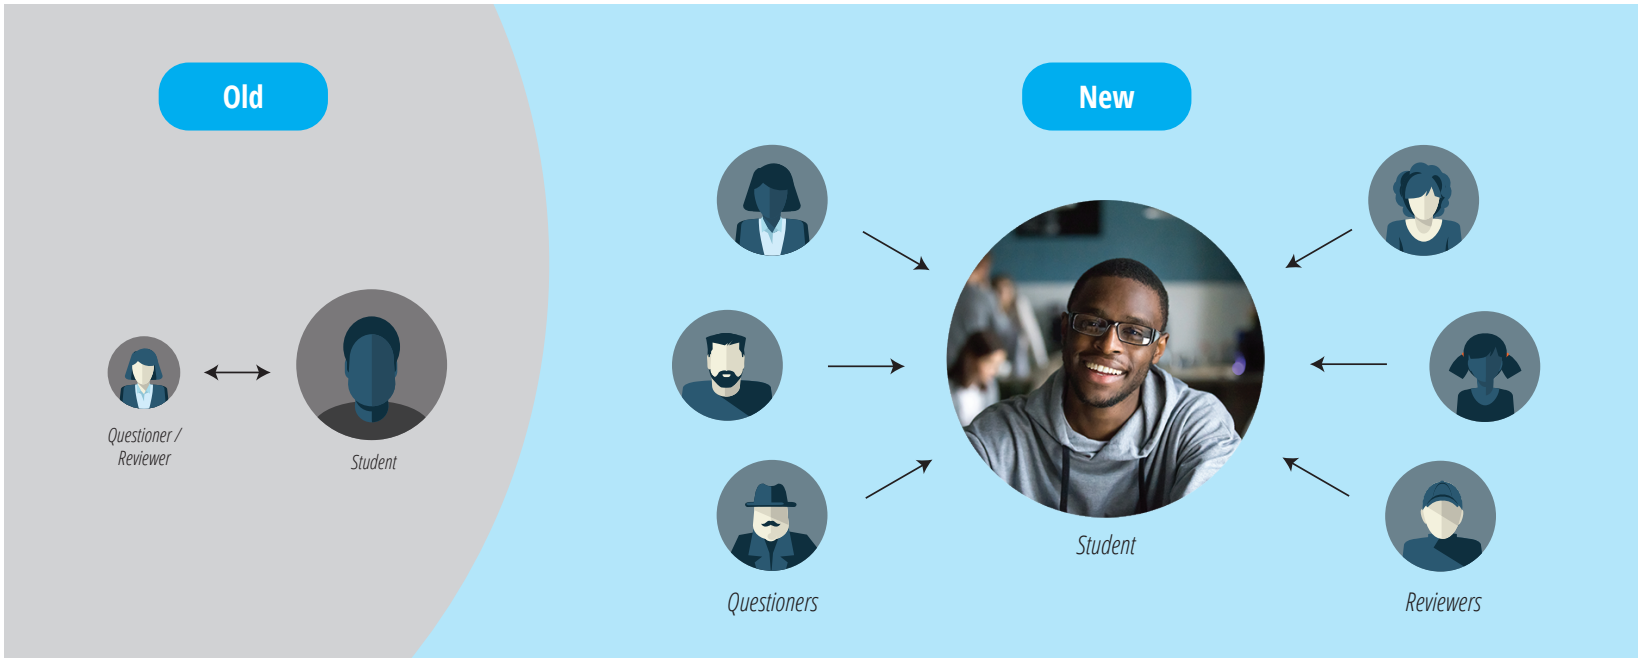 Old
Questioner /
Reviewer
Student
New
Questioners
Student
Reviewers